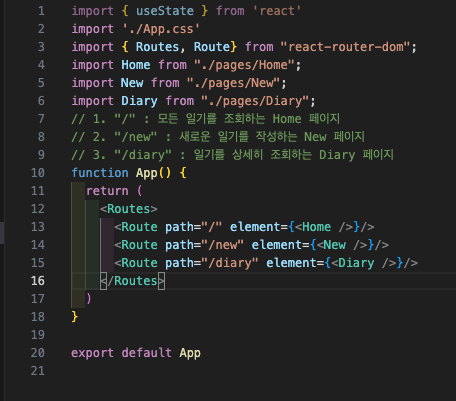 1 import { useState } from 'react'
2 import './App.css'
3 import { Routes, Route} from "react-router-dom";
4 import Home from "./pages/Home";
5 import New from "./pages/New";
6 import Diary from "./pages/Diary";
7 // 1. "/" : 모든 일기를 조회하는 Home 페이지
8 // 2. "/new" : 새로운 일기를 작성하는 New 페이지
9 // 3. "/diary" : 일기를 상세히 조회하는 Diary 페이지
10 function App() {
11   return (
12     <Routes>
13       <Route path="/" element={<Home />}/>
14       <Route path="/new" element={<New />}/>
15       <Route path="/diary" element={<Diary />}/>
16     </Routes>
17   )
18 }
19
20 export default App
21